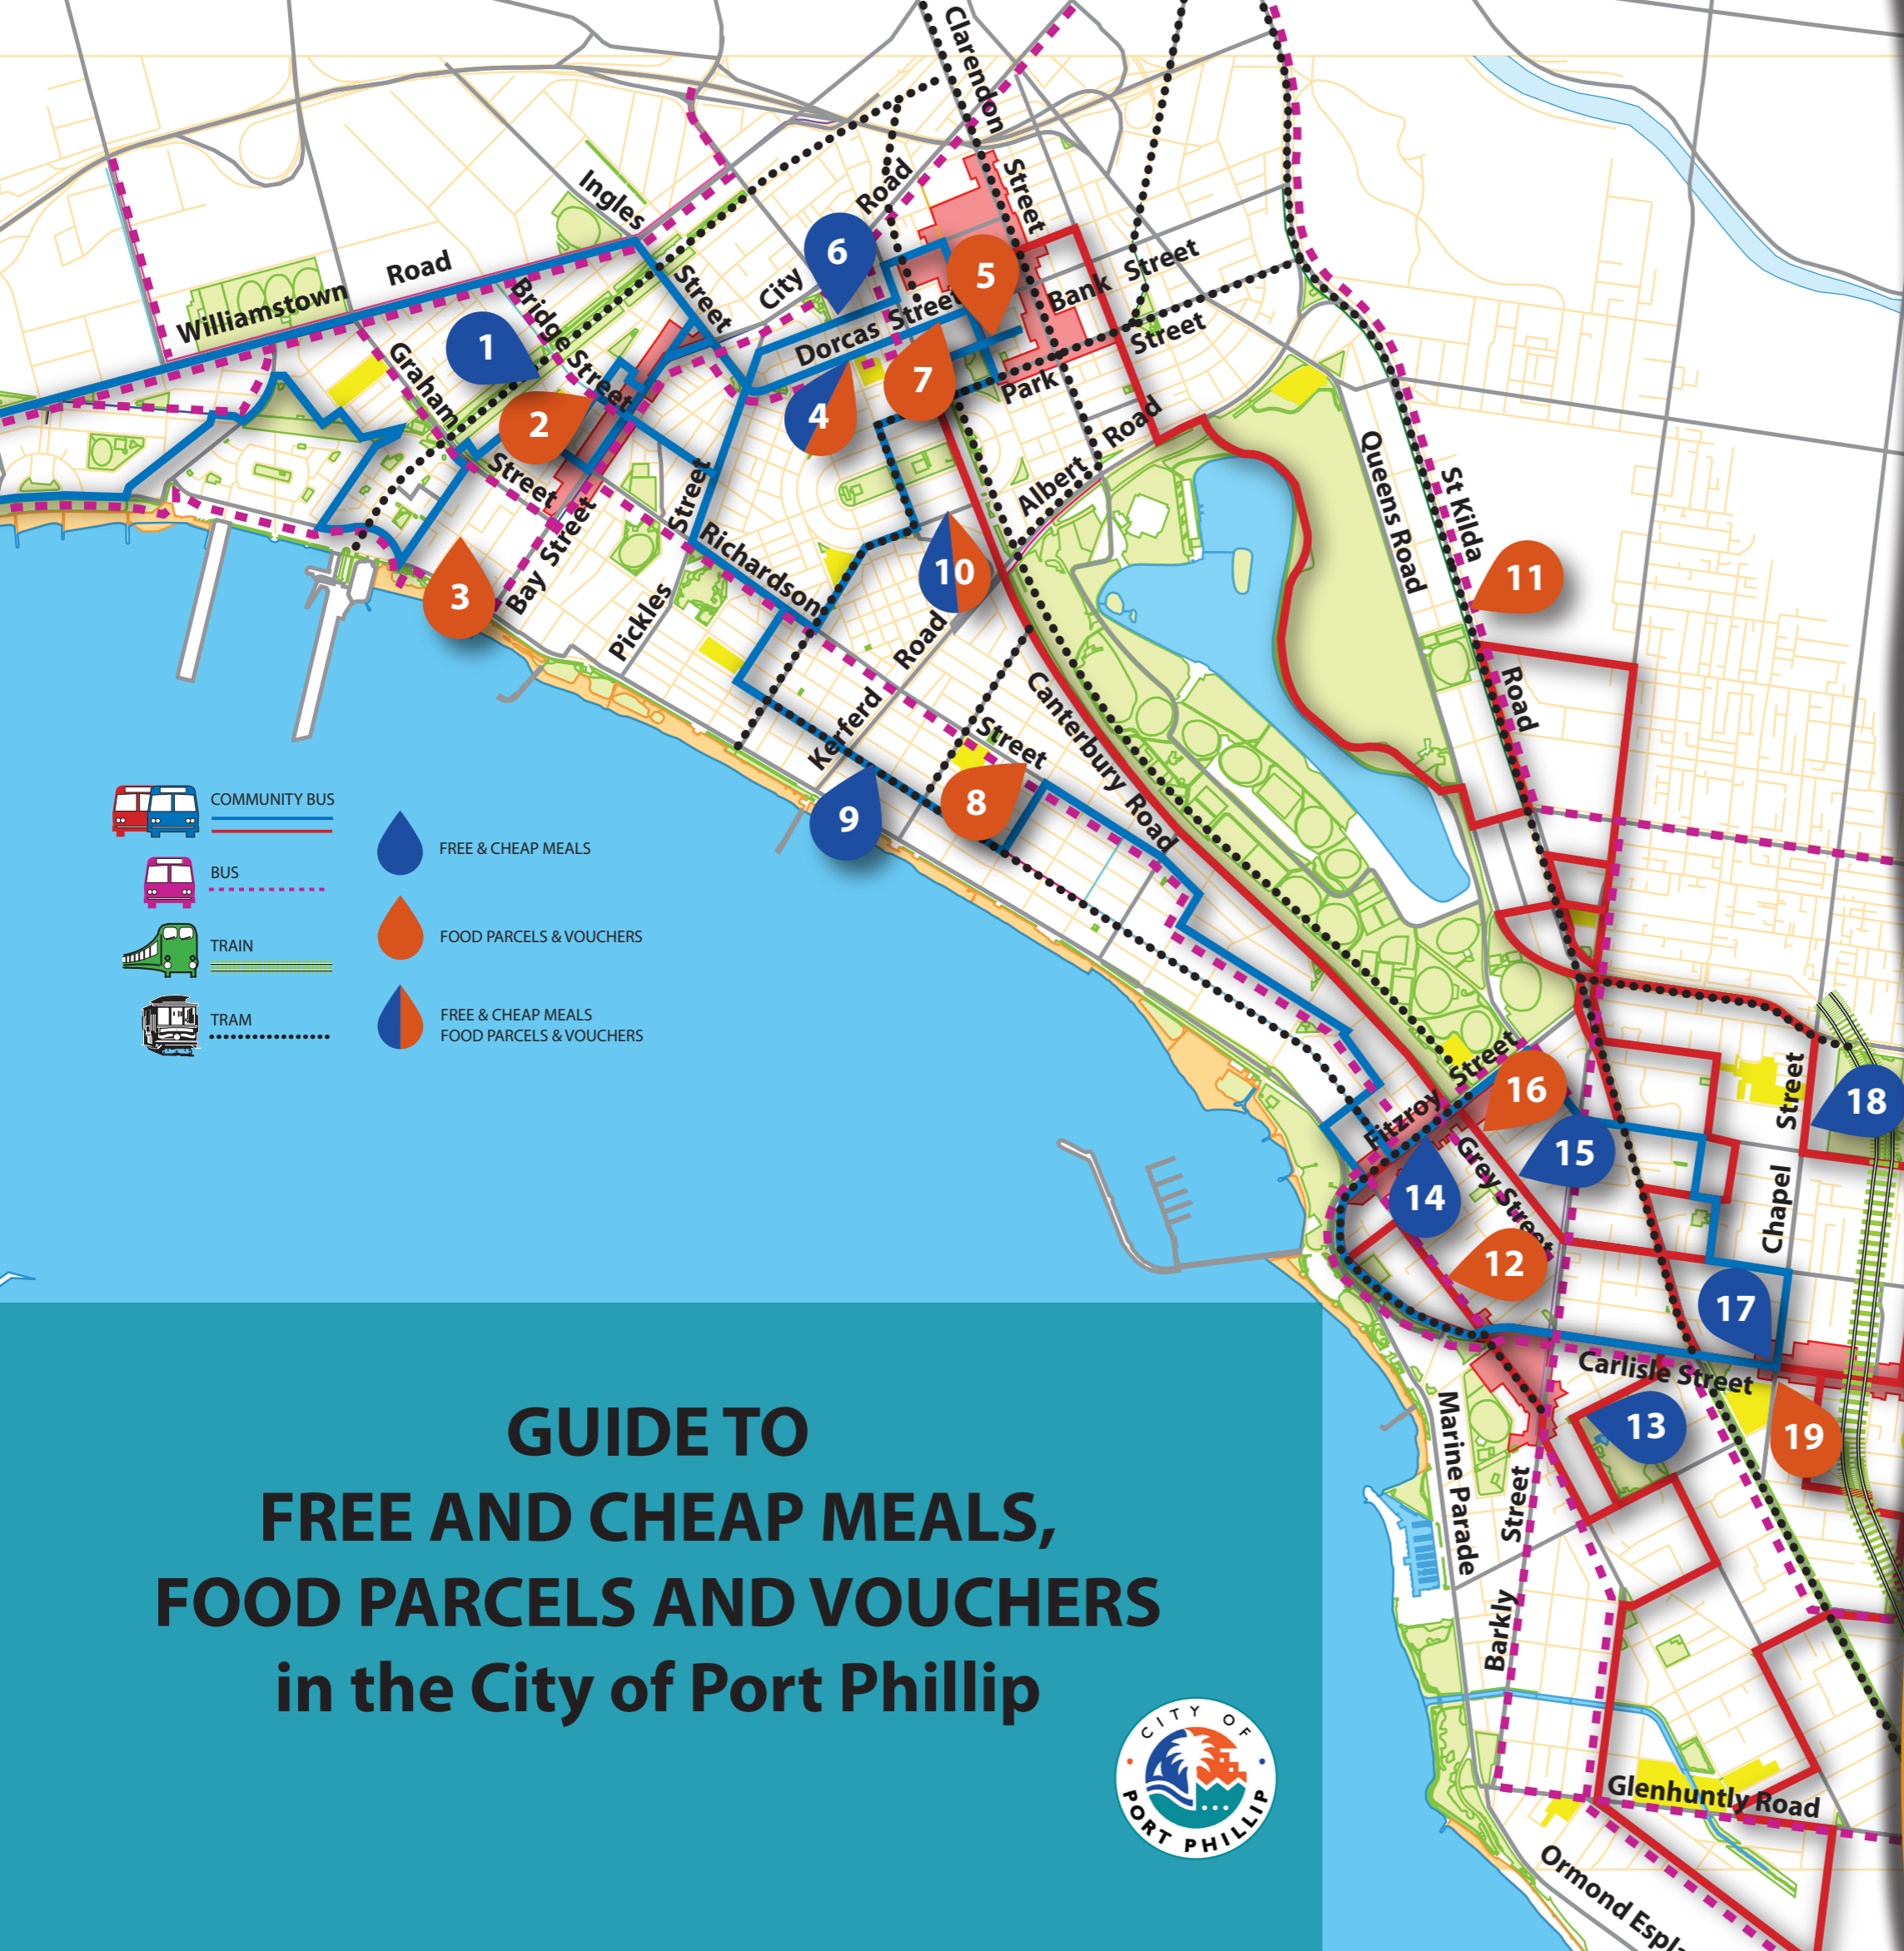 Clarendon
Street
Ingles
Street
Road
City
6
5
Williamstown
Road
Bridge Street
Dorcas
Street
Bank
Street
Park
Street
1
2
Graham
Street
4
7
Albert
Road
Queens Road
St Kilda
Road
3
Bay Street
Pickles
Street
Richardson
Street
10
11
Kerferd
Road
Canterbury Road
8
9
COMMUNITY BUS
BUS
TRAIN
TRAM
FREE & CHEAP MEALS
FOOD PARCELS & VOUCHERS
FREE & CHEAP MEALS
FOOD PARCELS & VOUCHERS
Fitzroy
Street
16
15
14
Grey Street
12
Chapel
Street
18
17
Carlisle Street
13
19
Marine Parade
Barkly
Street
Glenhuntly Road
Ormond Espla
GUIDE TO
FREE AND CHEAP MEALS,
FOOD PARCELS AND VOUCHERS
in the City of Port Phillip
CITY OF
PORT PHILLIP